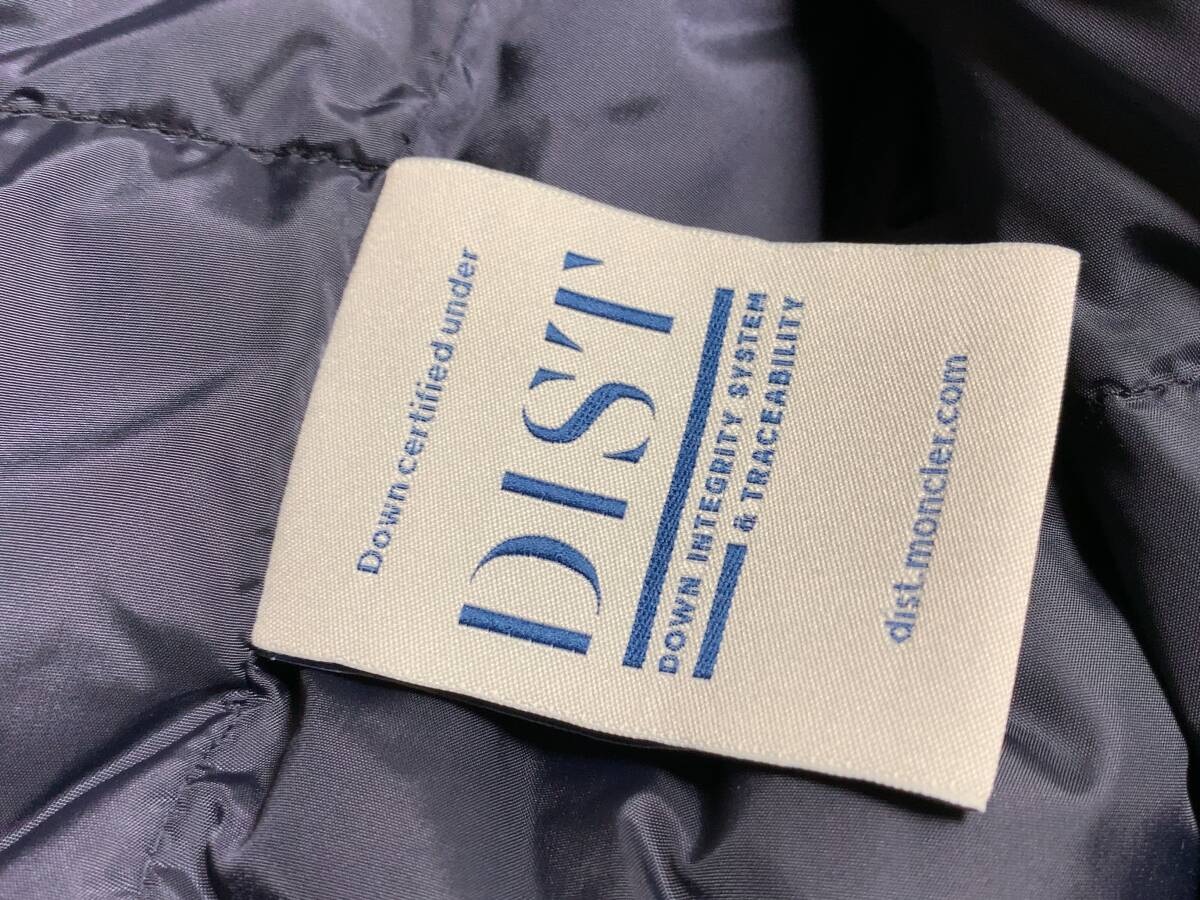 Down certified under
DIST
DOWN INTEGRITY SYSTEM
& TRACEABILITY
dist.moncler.com